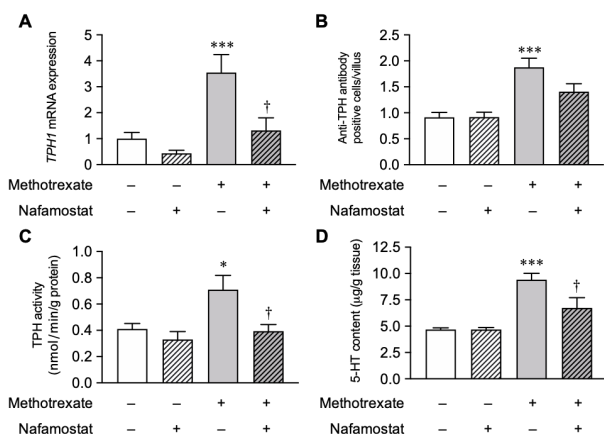 A
TPH1 mRNA expression
5
4
3
2
1
0
***
†
Methotrexate – – + +
Nafamostat – + – +
B
Anti-TPH antibody
positive cells/villus
2.5
2.0
1.5
1.0
0.5
0.0
***
Methotrexate – – + +
Nafamostat – + – +
C
TPH activity
(nmol/min/g protein)
1.0
0.8
0.6
0.4
0.2
0.0
*
†
Methotrexate – – + +
Nafamostat – + – +
D
5-HT content (μg/g tissue)
12.5
10.0
7.5
5.0
2.5
0.0
***
†
Methotrexate – – + +
Nafamostat – + – +